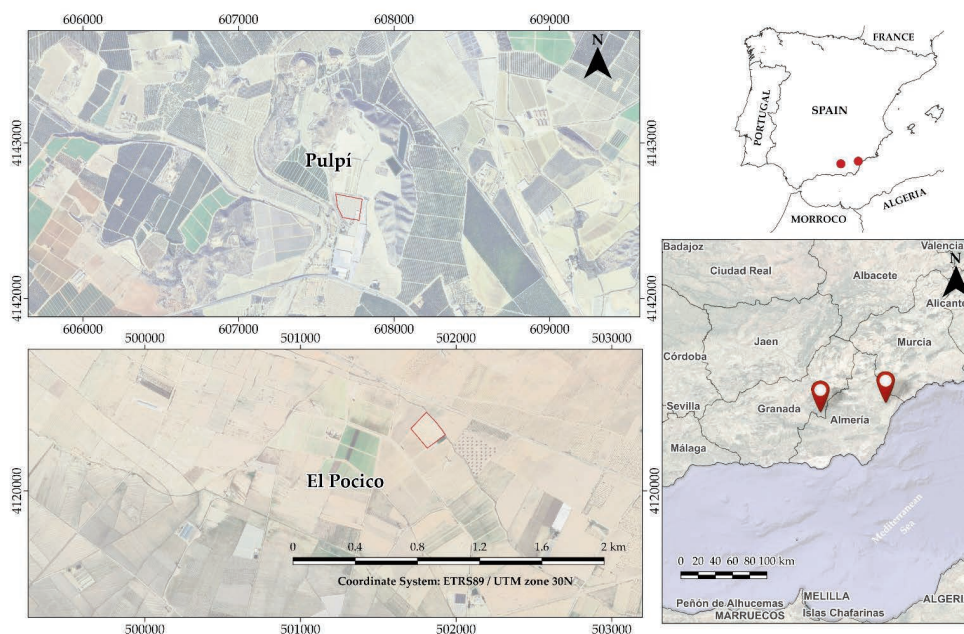 606000 607000 608000 609000
N
4143000
4143000
Pulpí
4142000
4142000
606000 607000 608000 609000
500000 501000 502000 503000
El Pocico
4120000
4120000
0 0.4 0.8 1.2 1.6 2 km
Coordinate System: ETRS89 / UTM zone 30N
500000 501000 502000 503000
FRANCE
PORTUGAL
SPAIN
ALGERIA
MORROCO
Badajoz
Valencia
N
Ciudad Real
Albacete
Alicante
Jaen
Murcia
Córdoba
Sevilla
Granada
Almería
Málaga
Mediterranean
Sea
0 20 40 60 80 100 km
Peñón de Alhucemas
MELILLA
ALGERI
MARRUECOS
Islas Chafarinas